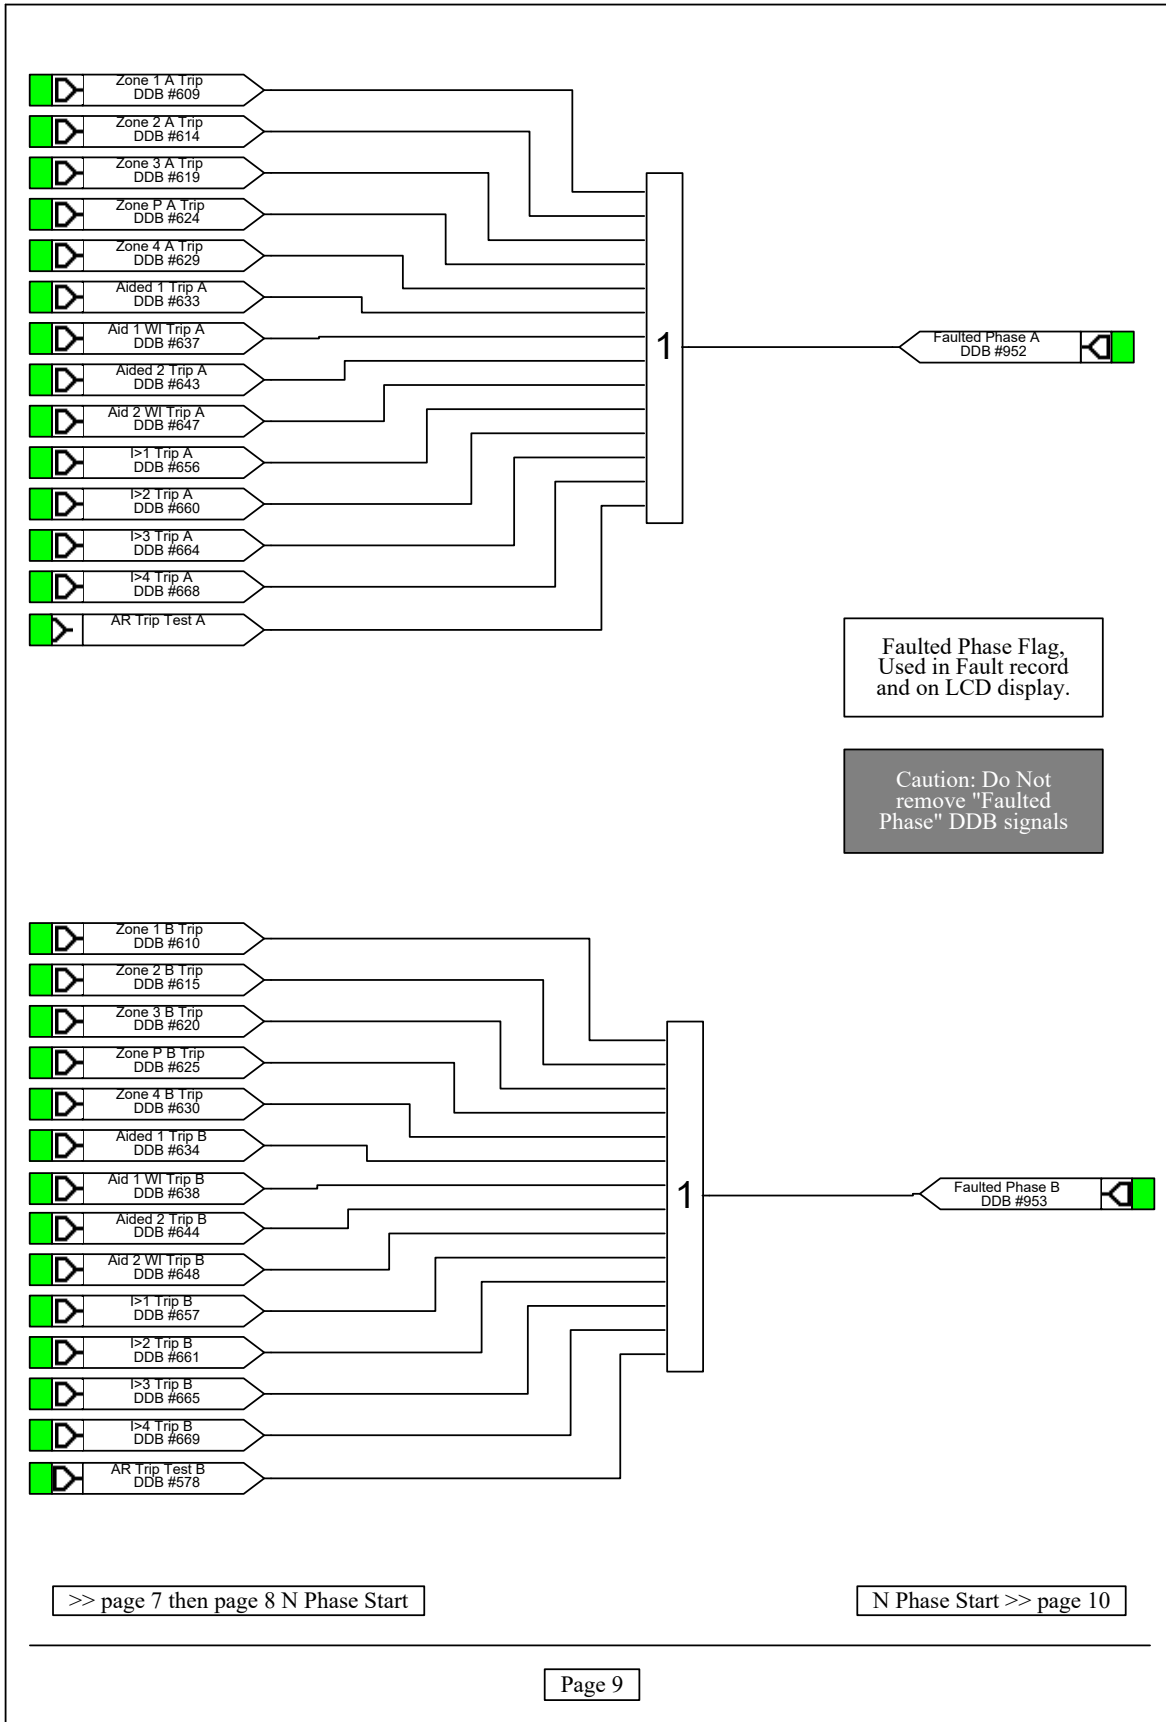 Zone 1 A Trip
DDB #609
Zone 2 A Trip
DDB #614
Zone 3 A Trip
DDB #619
Zone P A Trip
DDB #624
Zone 4 A Trip
DDB #629
Aided 1 Trip A
DDB #633
Aid 1 WI Trip A
DDB #637
Aided 2 Trip A
DDB #643
Aid 2 WI Trip A
DDB #647
I>1 Trip A
DDB #656
I>2 Trip A
DDB #660
I>3 Trip A
DDB #664
I>4 Trip A
DDB #668
AR Trip Test A
1
Faulted Phase A
DDB #952
Faulted Phase Flag,
Used in Fault record
and on LCD display.
Caution: Do Not
remove "Faulted
Phase" DDB signals
Zone 1 B Trip
DDB #610
Zone 2 B Trip
DDB #615
Zone 3 B Trip
DDB #620
Zone P B Trip
DDB #625
Zone 4 B Trip
DDB #630
Aided 1 Trip B
DDB #634
Aid 1 WI Trip B
DDB #638
Aided 2 Trip B
DDB #644
Aid 2 WI Trip B
DDB #648
I>1 Trip B
DDB #657
I>2 Trip B
DDB #661
I>3 Trip B
DDB #665
I>4 Trip B
DDB #669
AR Trip Test B
DDB #578
1
Faulted Phase B
DDB #953
>> page 7 then page 8 N Phase Start
N Phase Start >> page 10
Page 9